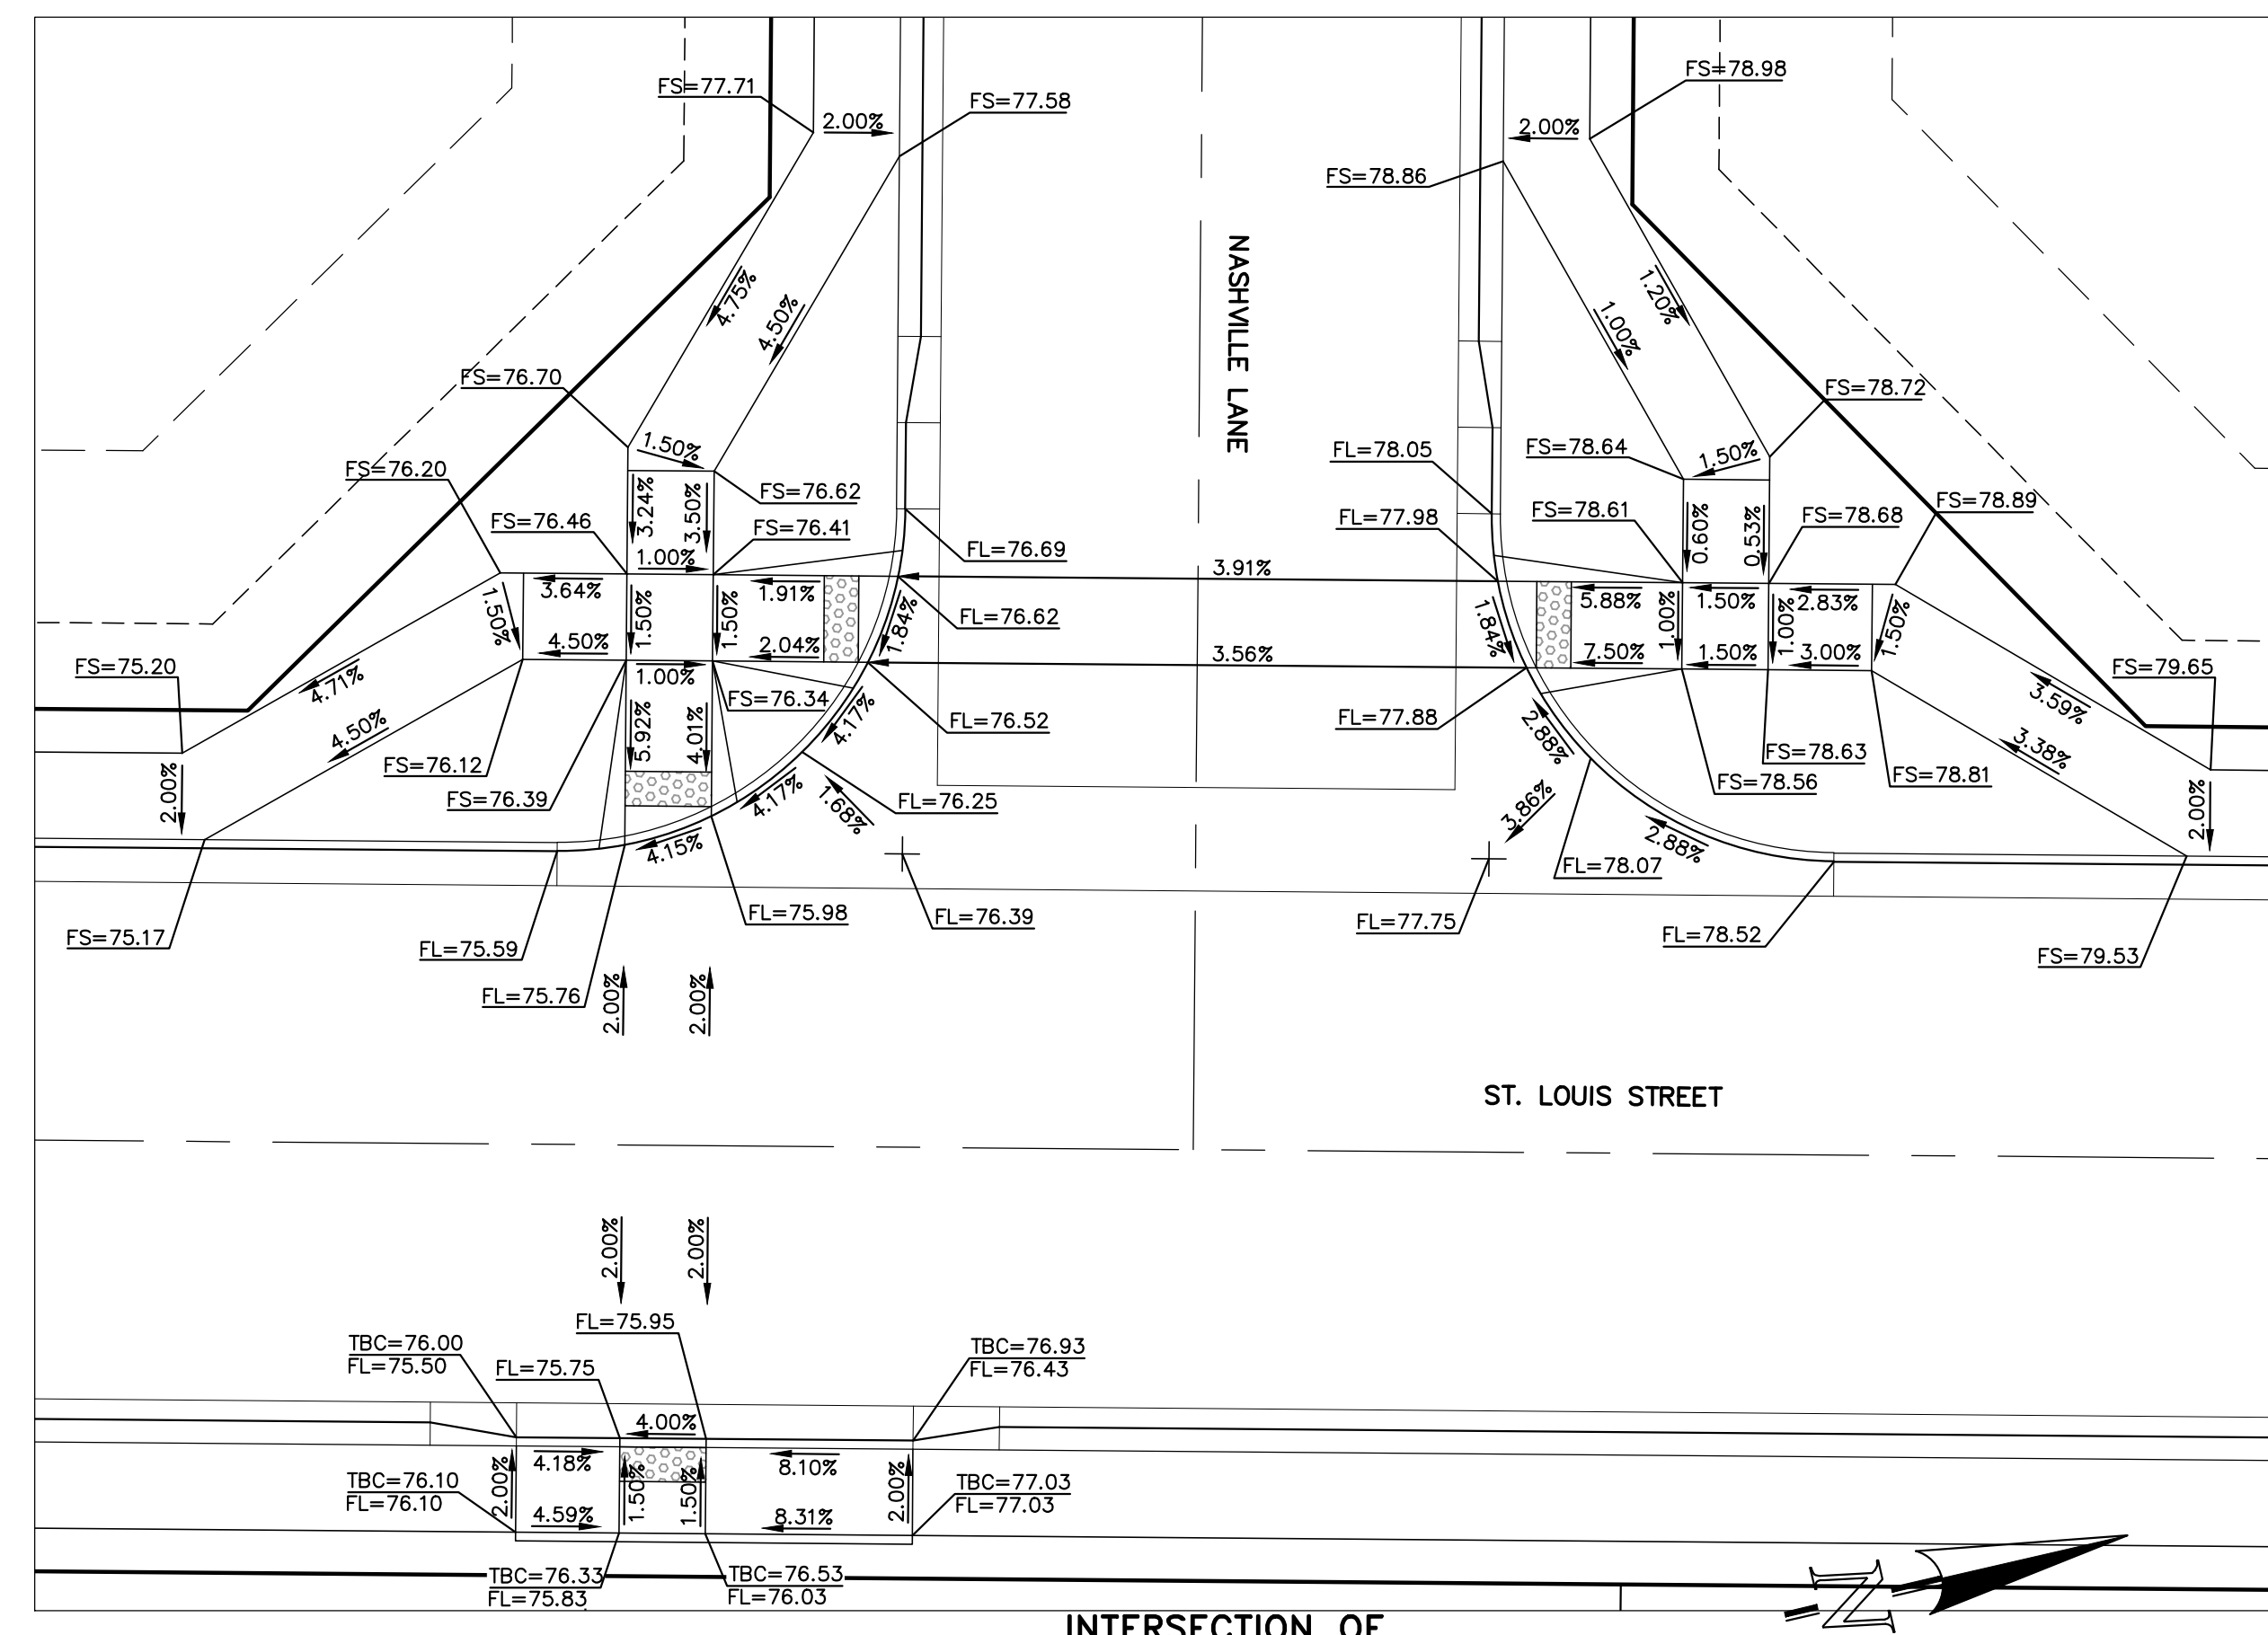 FS=77.71
FS=77.58
FS=78.98
2.00%
2.00%
FS=78.86
NASHVILLE LANE
4.75%
4.50%
1.00%
1.20%
FS=76.70
FS=78.72
1.50%
FS=78.64
1.50%
FL=78.05
FS=76.20
FS=76.62
3.24%
3.50%
FS=78.89
FS=76.46
FS=76.41
FL=77.98
FS=78.61
FS=78.68
0.60%
0.53%
1.00%
FL=76.69
3.91%
3.64%
1.91%
5.88%
1.50%
2.83%
1.50%
1.50%
1.50%
FL=76.62
1.84%
1.84%
1.00%
1.00%
1.50%
4.50%
2.04%
3.56%
7.50%
1.50%
3.00%
FS=75.20
4.71%
1.00%
FS=76.34
FS=79.65
4.50%
5.92%
4.01%
4.17%
FL=76.52
FL=77.88
2.88%
3.59%
3.38%
FS=76.12
FS=78.63
FS=78.56
FS=78.81
2.00%
FS=76.39
4.17%
1.68%
FL=76.25
3.86%
2.00%
4.15%
2.88%
FL=78.07
FS=75.17
FL=75.59
FL=75.98
FL=76.39
FL=77.75
FL=78.52
FS=79.53
FL=75.76
2.00%
2.00%
ST. LOUIS STREET
2.00%
2.00%
FL=75.95
TBC=76.00
FL=75.50
FL=75.75
TBC=76.93
FL=76.43
4.00%
4.18%
8.10%
TBC=76.10
FL=76.10
2.00%
1.50%
1.50%
2.00%
TBC=77.03
FL=77.03
4.59%
8.31%
TBC=76.33
FL=75.83
TBC=76.53
FL=76.03
N
INTERSECTION OF